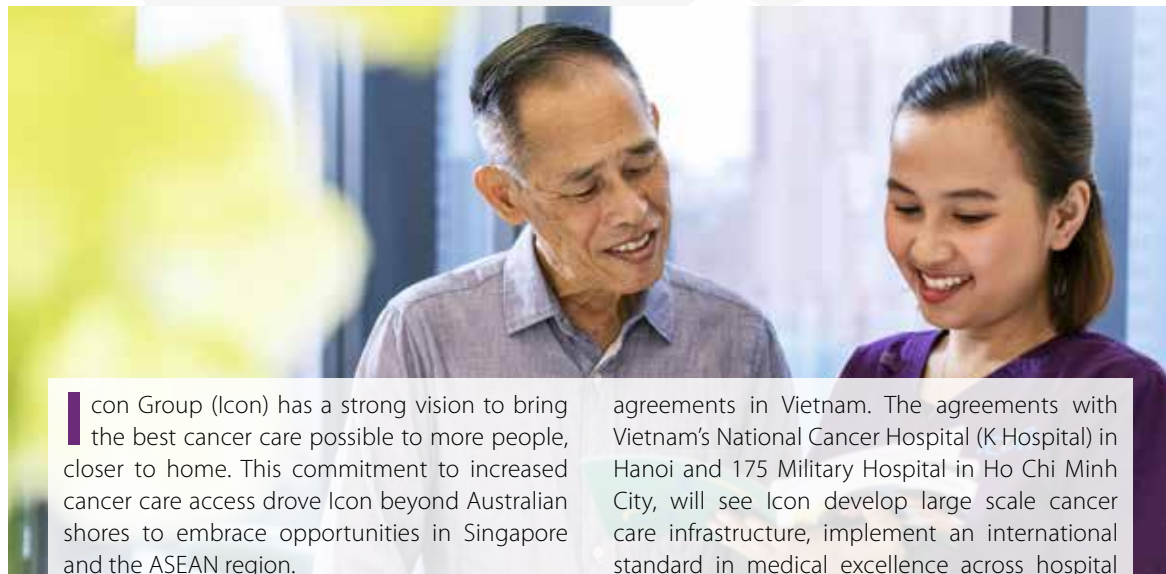 Icon Group (Icon) has a strong vision to bring
the best cancer care possible to more people,
closer to home. This commitment to increased
cancer care access drove Icon beyond Australian
shores to embrace opportunities in Singapore
and the ASEAN region.
agreements in Vietnam. The agreements with
Vietnam's National Cancer Hospital (K Hospital) in
Hanoi and 175 Military Hospital in Ho Chi Minh
City, will see Icon develop large scale cancer
care infrastructure, implement an international
standard in medical excellence across hospital